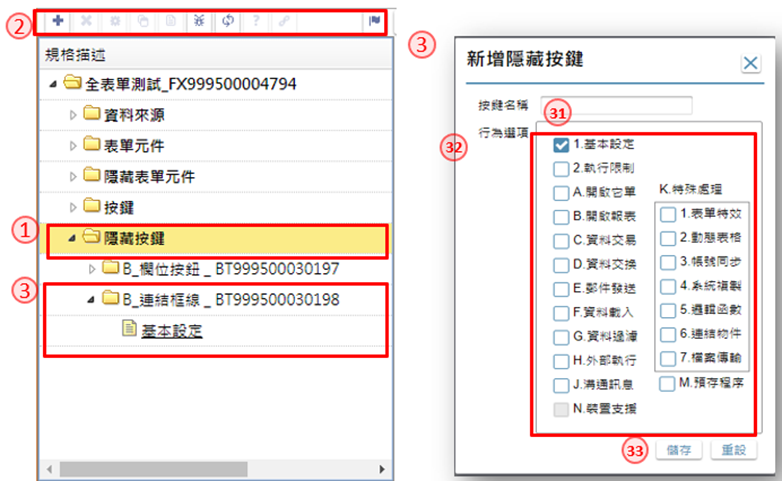 2
?
規格描述
全表單測試_FX999500004794
資料來源
表單元件
隱藏表單元件
按鍵
1
隱藏按鍵
B_欄位按鈕 _ BT999500030197
3
B_連結框線 _ BT999500030198
基本設定
3
新增隱藏按鍵
按鍵名稱
31
行為選項
32
1.基本設定
2.執行限制
A.開啟它單
B.開啟報表
C.資料交易
D.資料交換
E.郵件發送
F.資料載入
G.資料過濾
H.外部執行
J.溝通訊息
N.裝置支援
K.特殊處理
1.表單特效
2.動態表格
3.帳號同步
4.系統複製
5.邏輯函數
6.連結物件
7.檔案傳輸
M.預存程序
33
儲存
重設